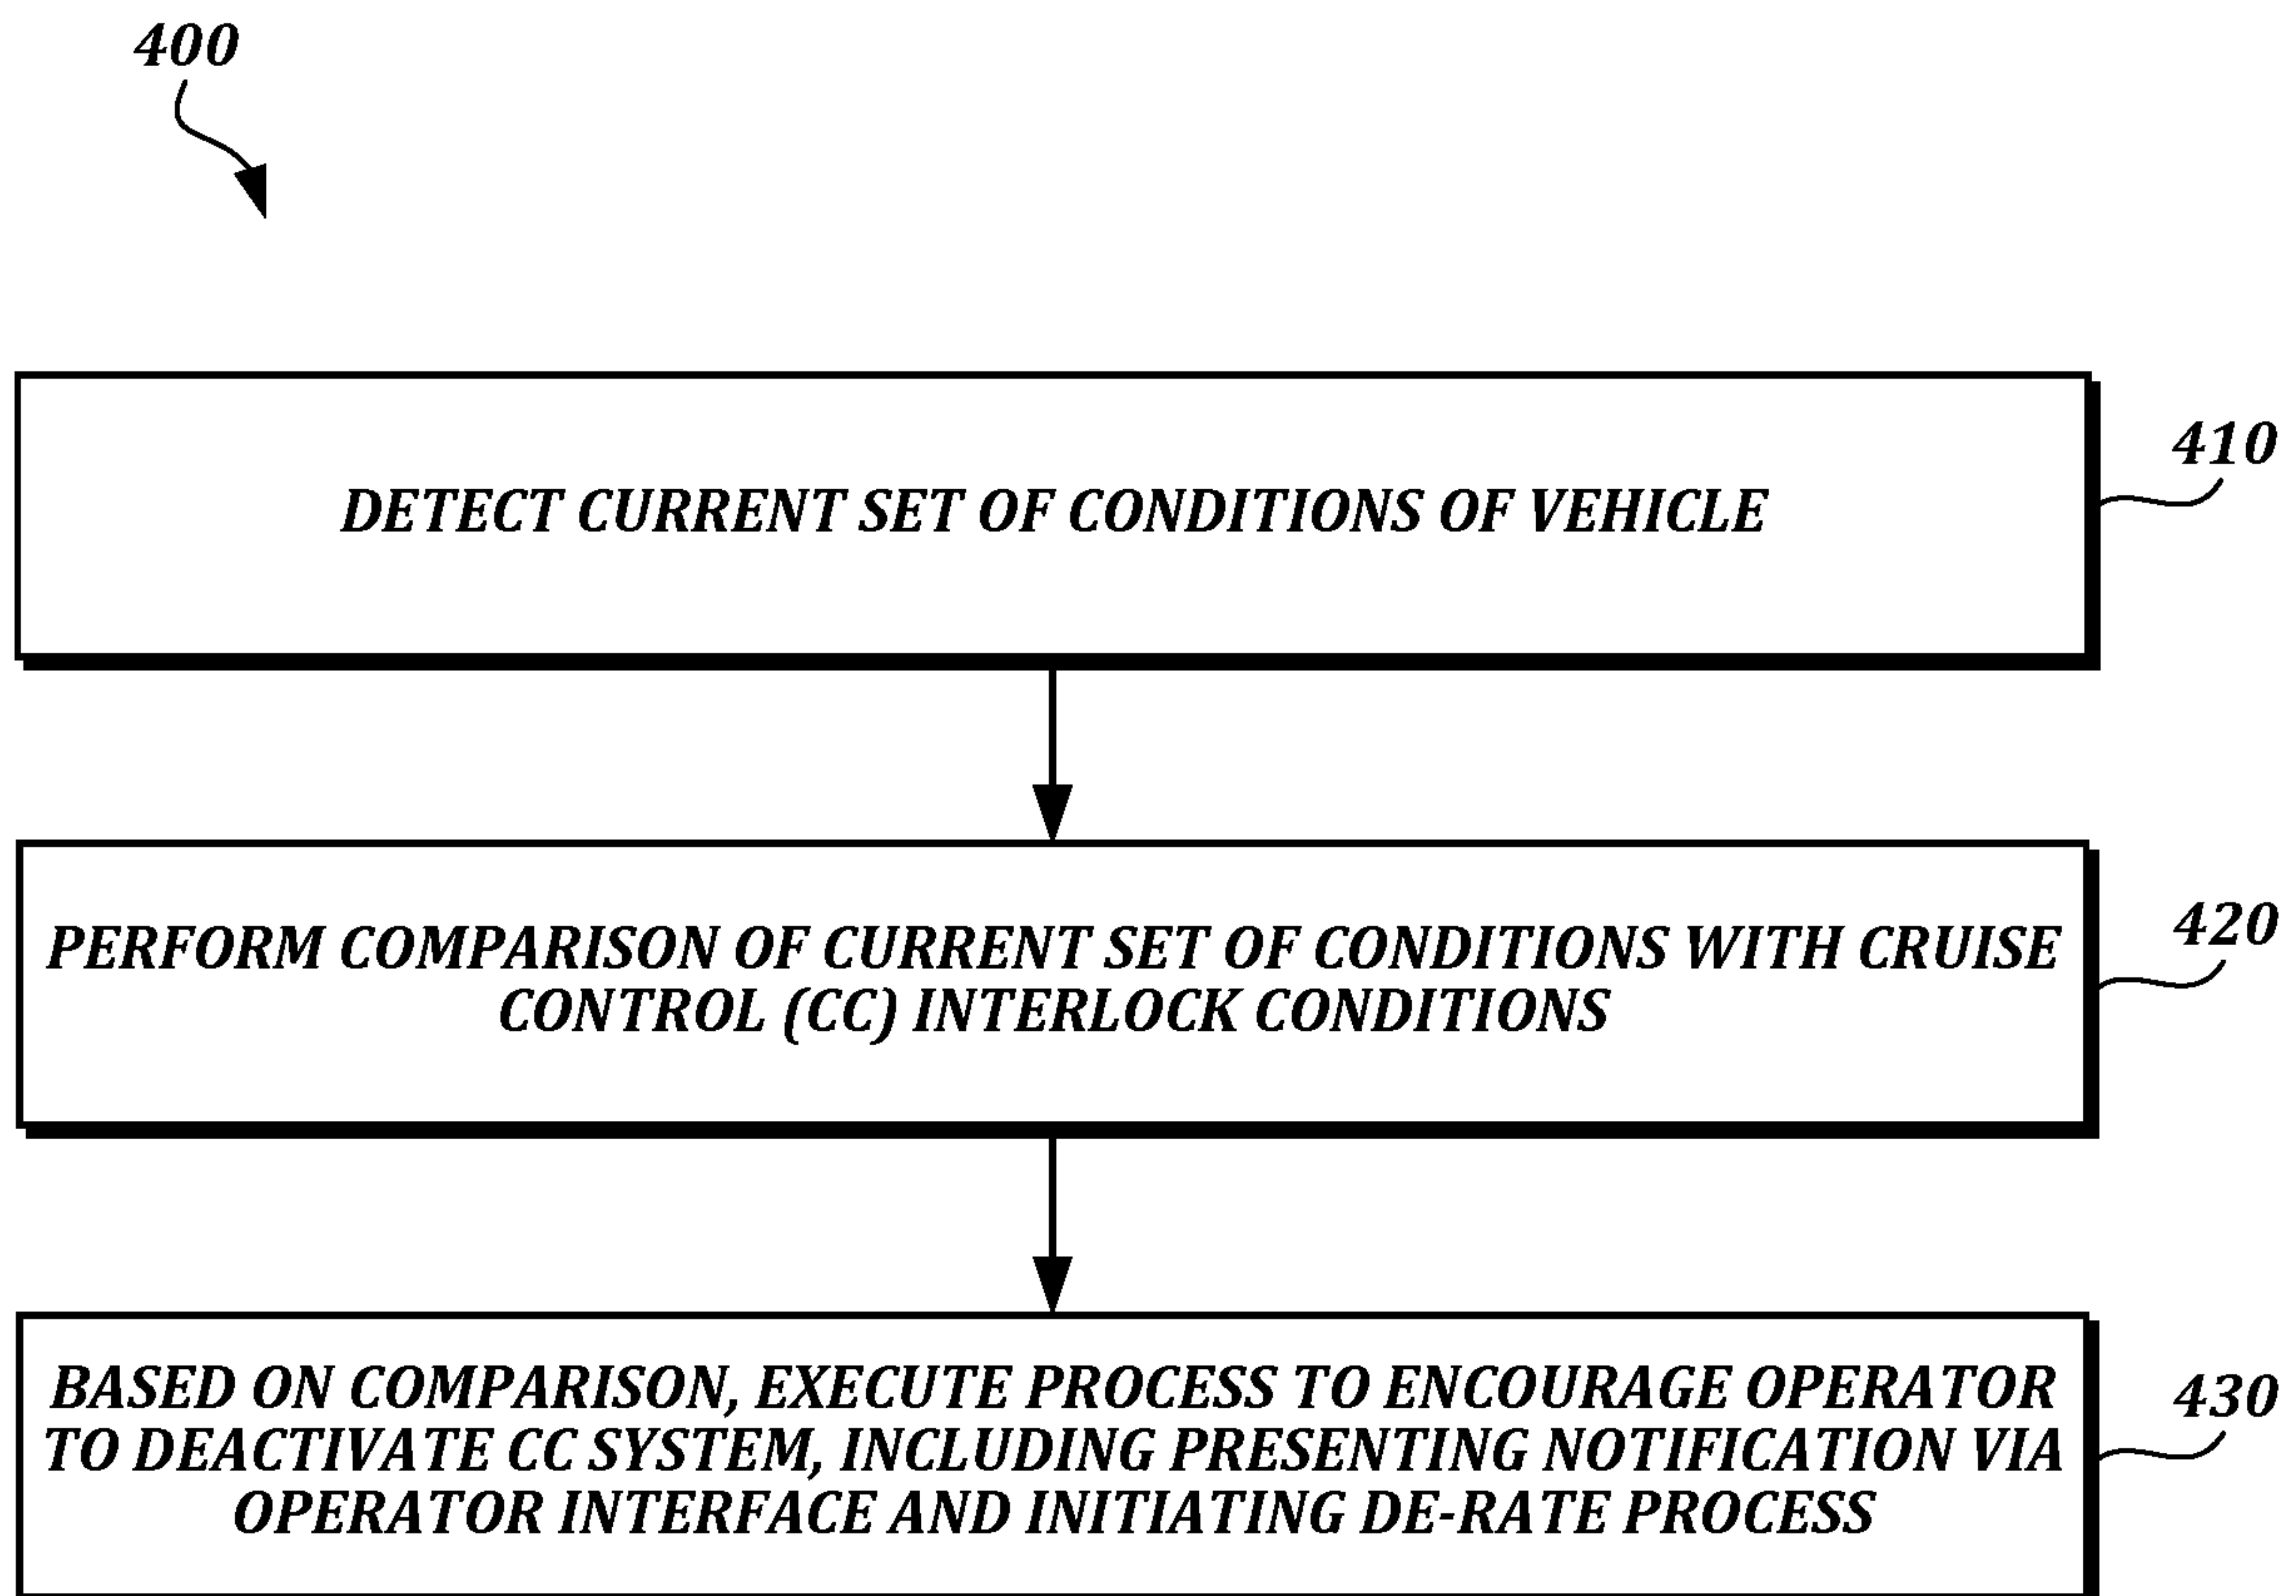 400
410
DETECT CURRENT SET OF CONDITIONS OF VEHICLE
420
PERFORM COMPARISON OF CURRENT SET OF CONDITIONS WITH CRUISE
CONTROL (CC) INTERLOCK CONDITIONS
430
BASED ON COMPARISON, EXECUTE PROCESS TO ENCOURAGE OPERATOR
TO DEACTIVATE CC SYSTEM, INCLUDING PRESENTING NOTIFICATION VIA
OPERATOR INTERFACE AND INITIATING DE-RATE PROCESS